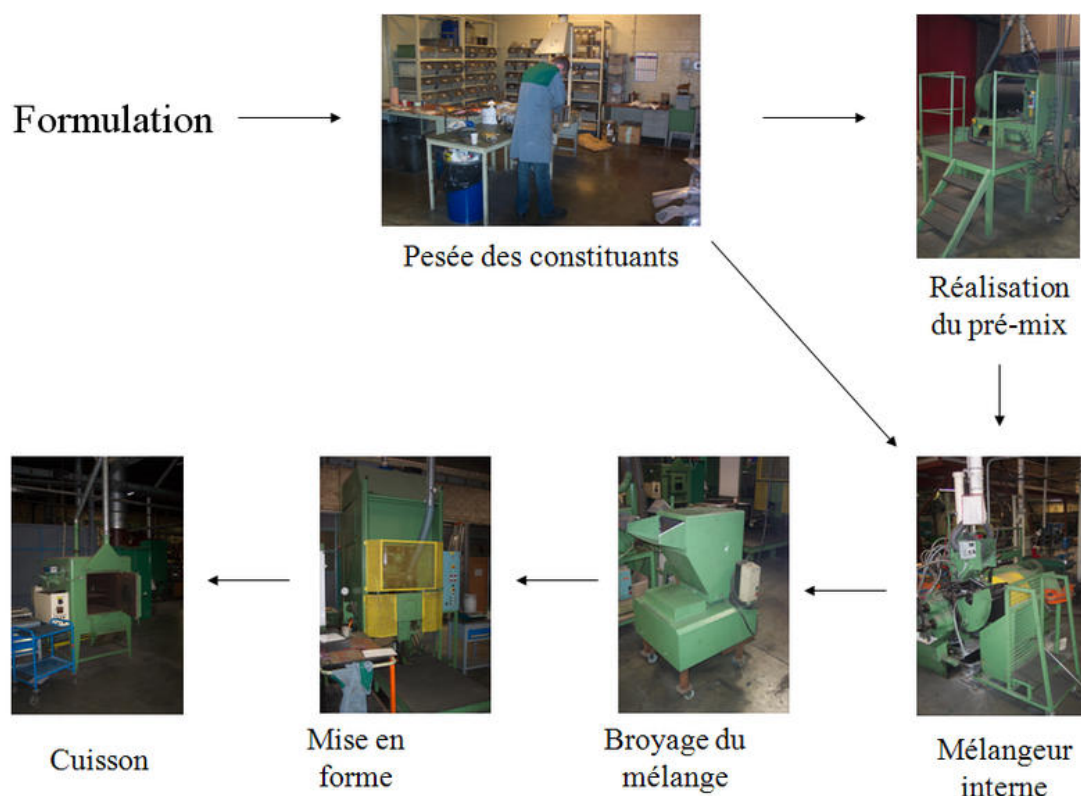 Formulation
Pesée des constituants
Réalisation
du pré-mix
Mélangeur
interne
Broyage du
mélange
Mise en
forme
Cuisson